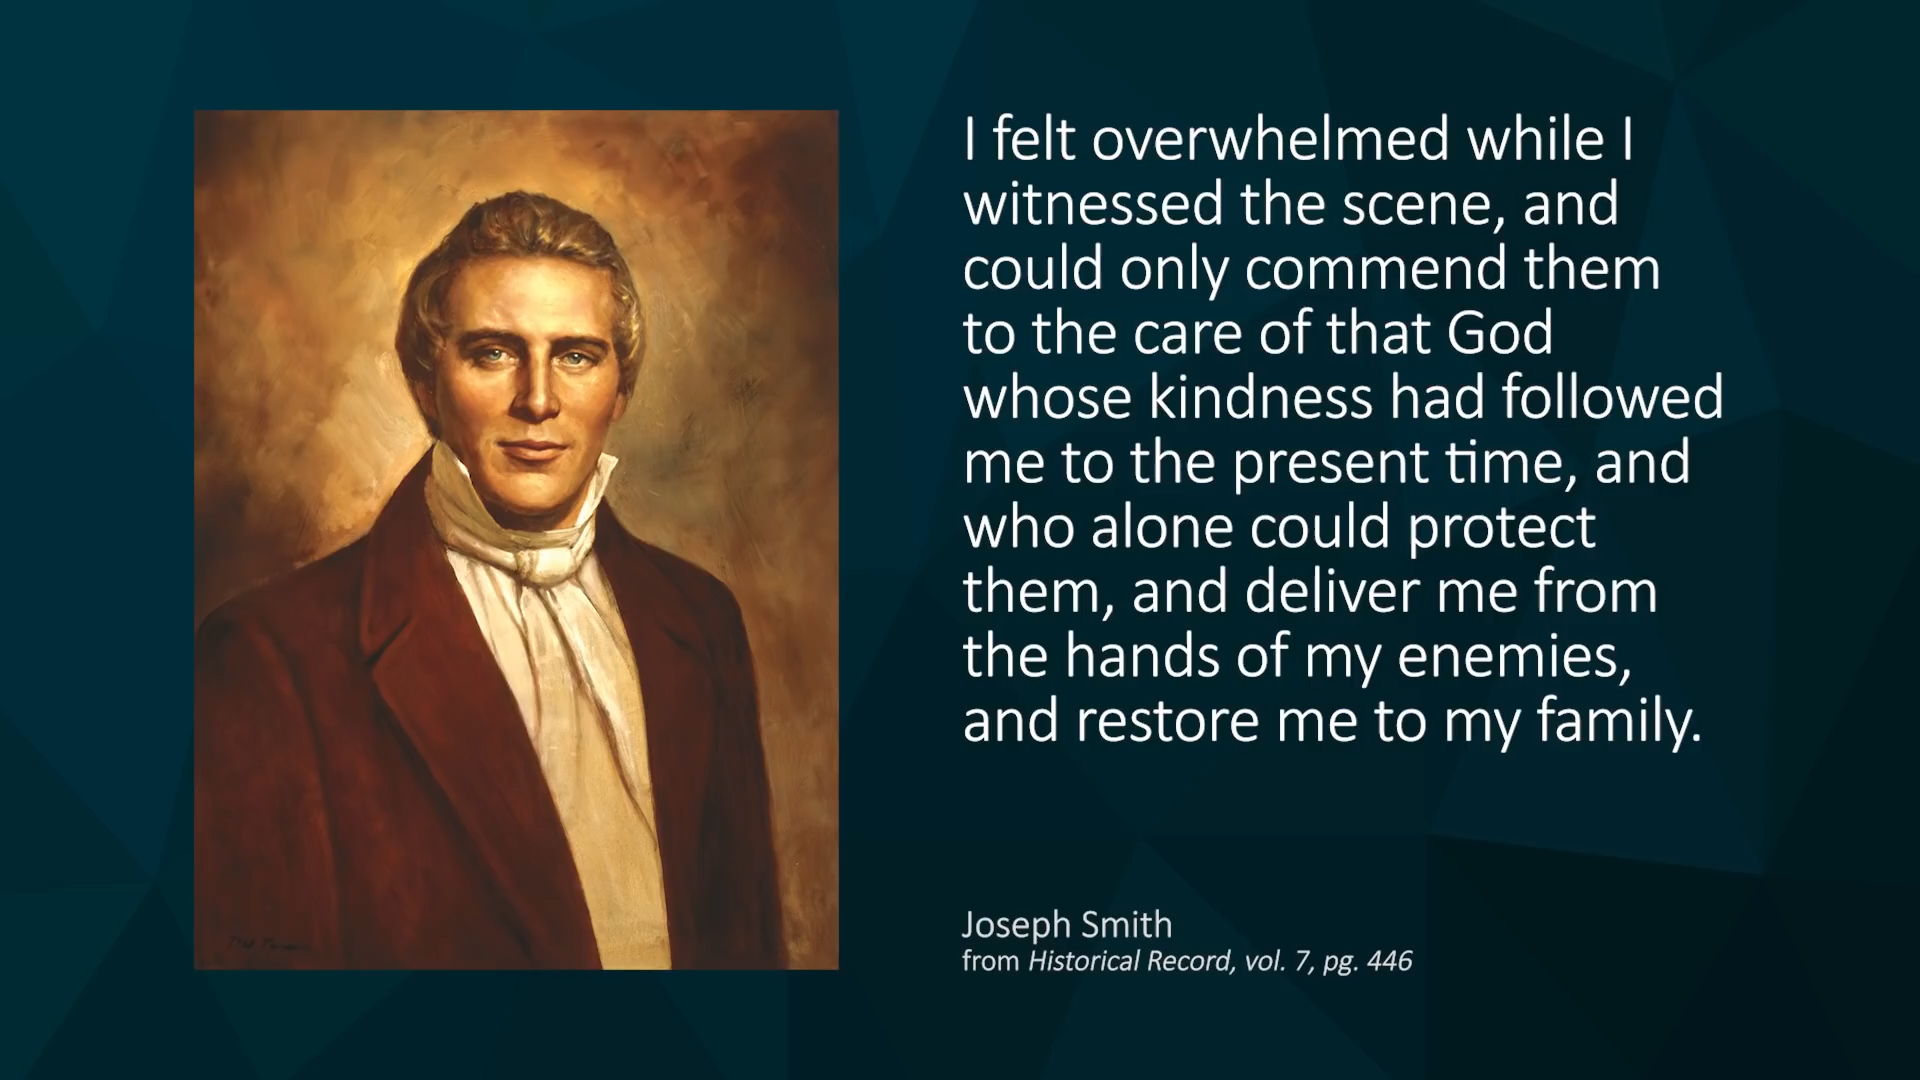 I felt overwhelmed while I
witnessed the scene, and
could only commend them
to the care of that God
whose kindness had followed
me to the present time, and
who alone could protect
them, and deliver me from
the hands of my enemies,
and restore me to my family.
Joseph Smith
from Historical Record, vol. 7, pg. 446